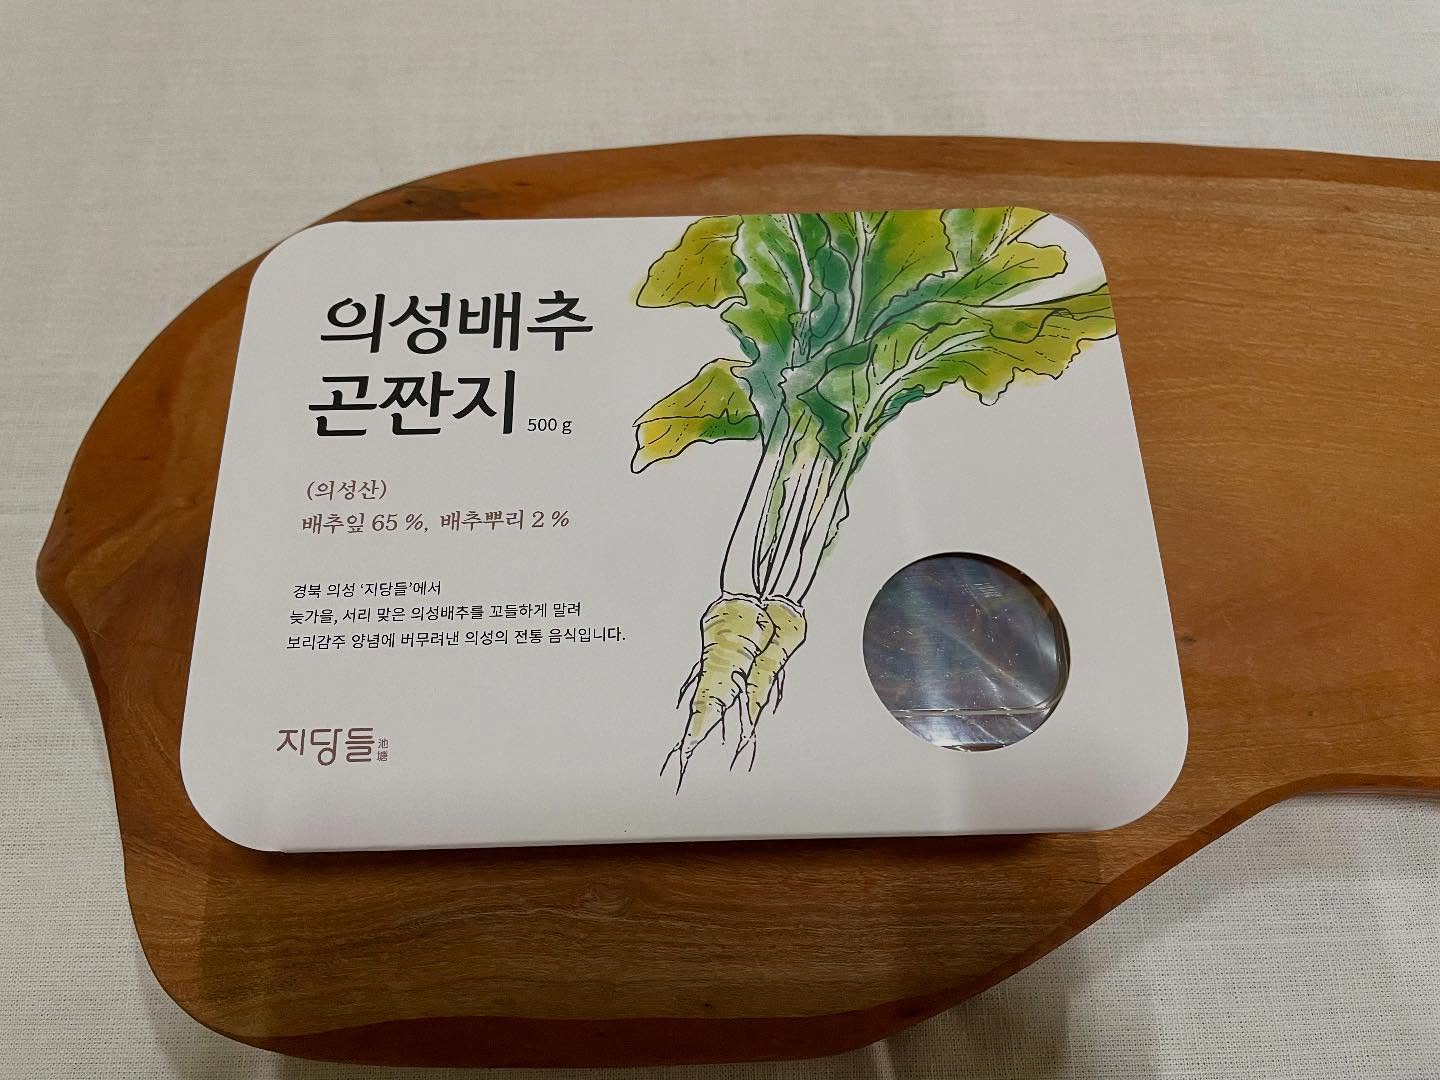 의성배추
곤짠지 500 g
(의성산)
배추잎 65 %, 배추뿌리 2 %
경북 의성 ‘지당들’에서
늦가을, 서리 맞은 의성배추를 꼬들하게 말려
보리감주 양념에 버무려낸 의성의 전통 음식입니다.
지당들